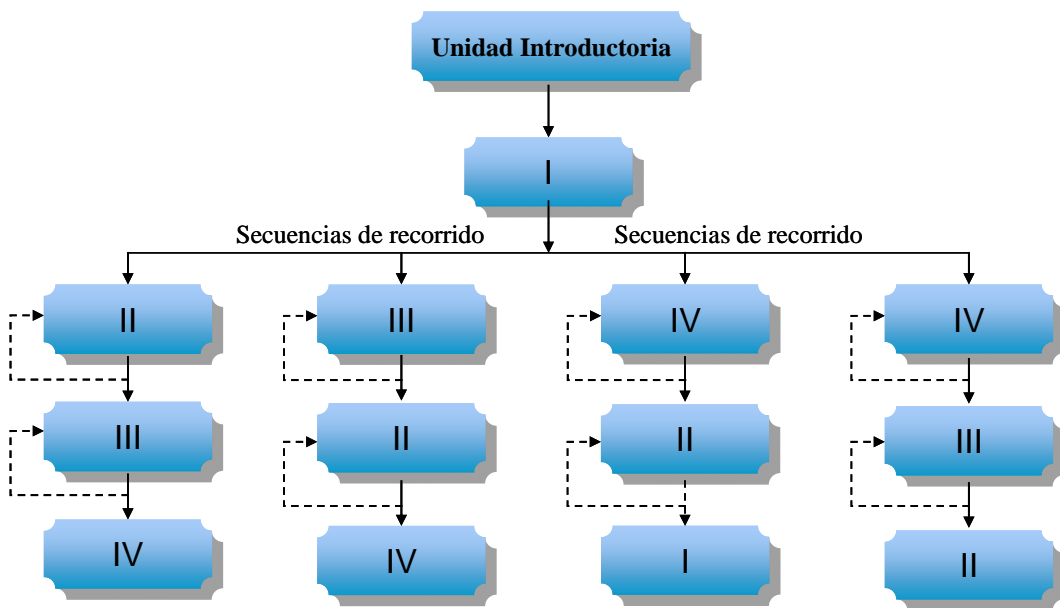 Unidad Introductoria
I
Secuencias de recorrido
Secuencias de recorrido
II
III
IV
IV
III
II
II
III
IV
IV
I
II